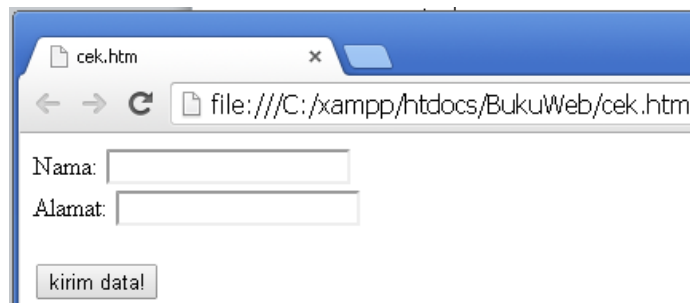 cek.htm
file:///C:/xampp/htdocs/BukuWeb/cek.htm
Nama:
Alamat:
kirim data!